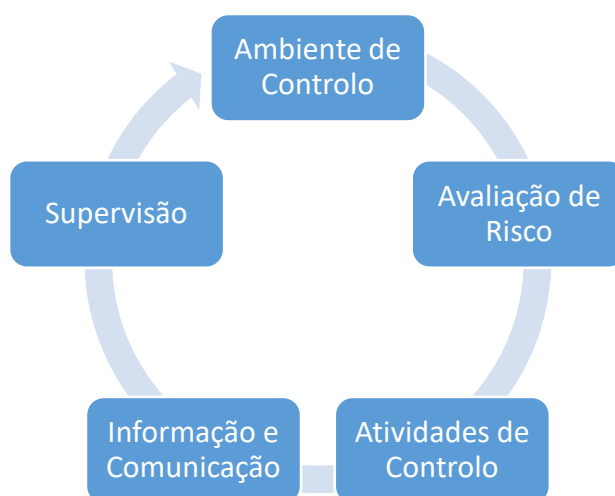 Ambiente de
Controlo
Avaliação de
Risco
Atividades de
Controlo
Informação e
Comunicação
Supervisão